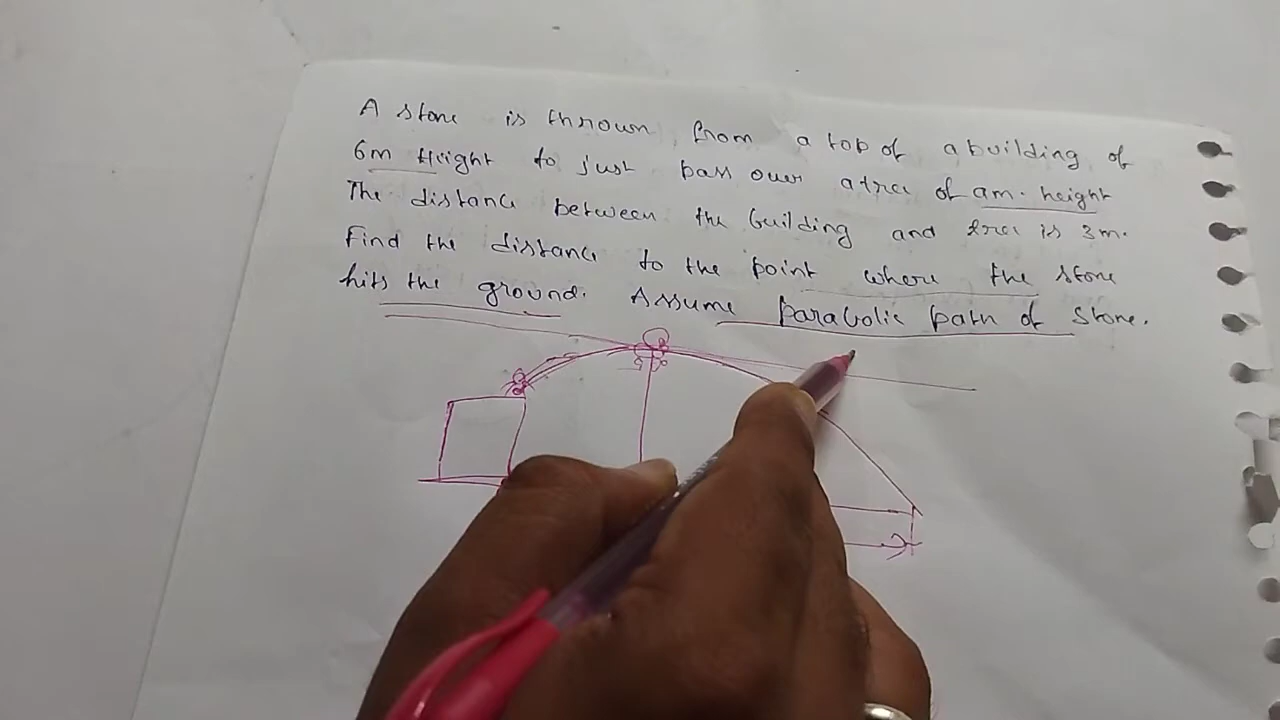 A stone is thrown from a top of a building of
6m Height to just pass over a tree of 9m. height
The distance between the building and tree is 3m.
Find the distance to the point where the stone
hits the ground. Assume parabolic path of stone.